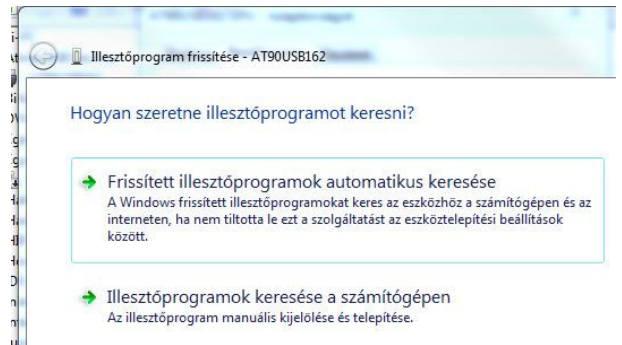 Illesztőprogram frissítése - AT90USB162
Hogyan szeretne illesztőprogramot keresni?
Frissített illesztőprogramok automatikus keresése
A Windows frissített illesztőprogramokat keres az eszközhöz a számítógépen és az
interneten, ha nem tiltotta le ezt a szolgáltatást az eszköztelepítési beállítások
között.
Illesztőprogramok keresése a számítógépen
Az illesztőprogram manuális kijelölése és telepítése.